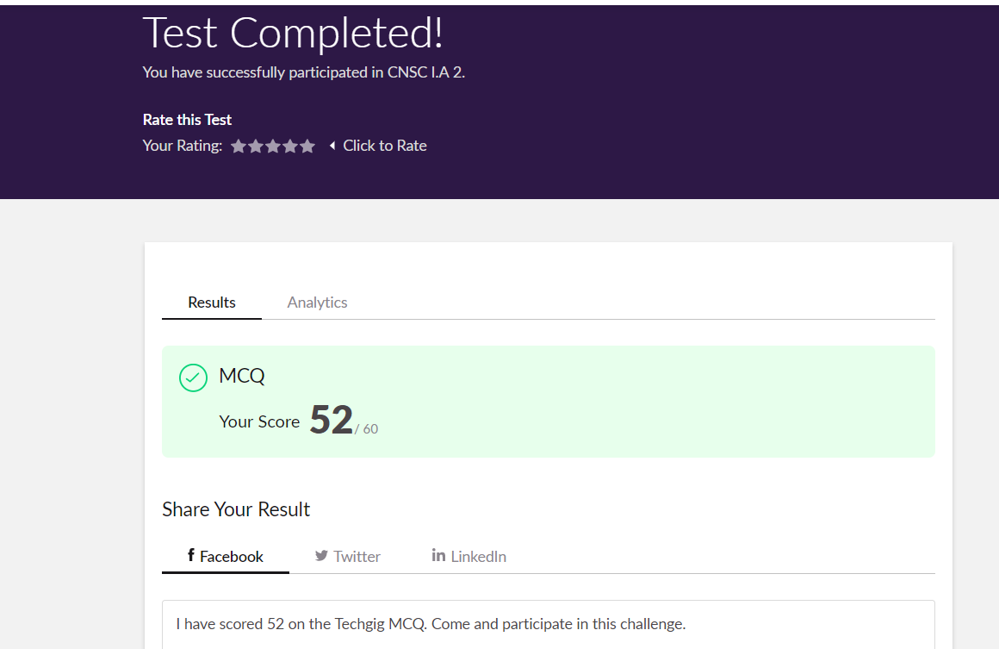 Test Completed!
You have successfully participated in CNSC I.A 2.
Rate this Test
Your Rating: Click to Rate
Results Analytics
MCQ
Your Score 52 / 60
Share Your Result
Facebook Twitter LinkedIn
I have scored 52 on the Techgig MCQ. Come and participate in this challenge.